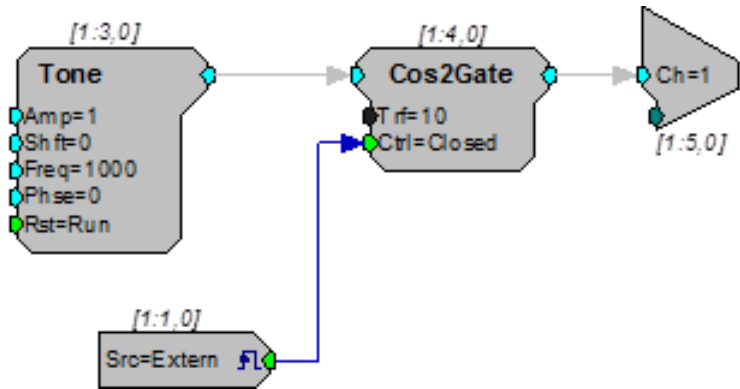 [1:3,0]
Tone
Amp=1
Shft=0
Freq=1000
Phse=0
Rst=Run
[1:4,0]
Cos2Gate
Trf=10
Ctrl=Closed
Ch=1
[1:5,0]
[1:1,0]
Src=Extern